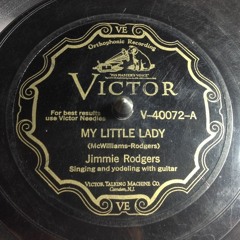 VE
Orthophonic Recording
"HIS MASTER'S VOICE"
VICTOR
For best results
use Victor Needles
V-40072-A
MY LITTLE LADY
(McWilliams-Rodgers)
Jimmie Rodgers
Singing and yodeling with guitar
VICTOR TALKING MACHINE CO.
Camden, N.J.
VE